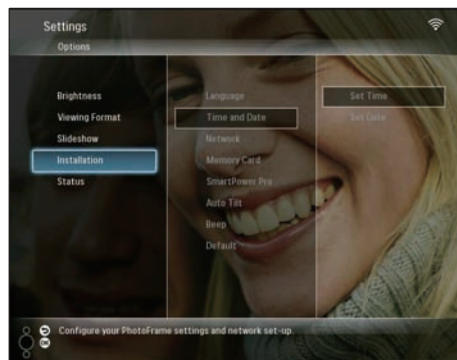 Settings
Options
Brightness
Viewing Format
Slideshow
Installation
Status
Language
Time and Date
Network
Memory Card
SmartPower Pro
Auto Tilt
Beep
Default
Set Time
Set Date
Configure your PhotoFrame settings and network set-up.
OK